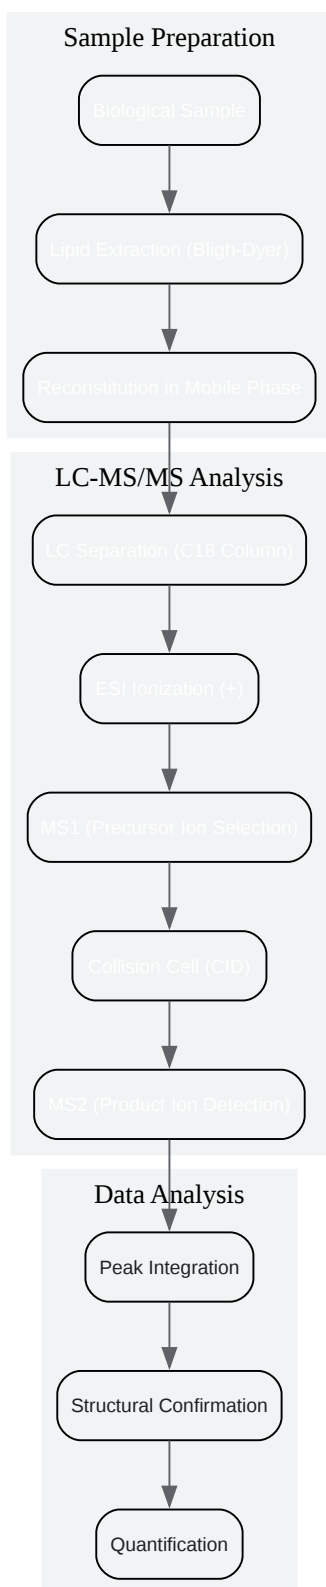 Sample Preparation
Biological Sample
Lipid Extraction (Bligh-Dyer)
Reconstitution in Mobile Phase
LC-MS/MS Analysis
LC Separation (C18 Column)
ESI Ionization (+)
MS1 (Precursor Ion Selection)
Collision Cell (CID)
MS2 (Product Ion Detection)
Data Analysis
Peak Integration
Structural Confirmation
Quantification